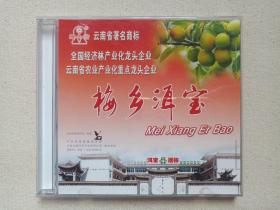 云南省著名商标
全国经济林产业化龙头企业
云南省农业产业化重点龙头企业
梅乡洱宝
Mei Xiang Er Bao
洱宝 话梅